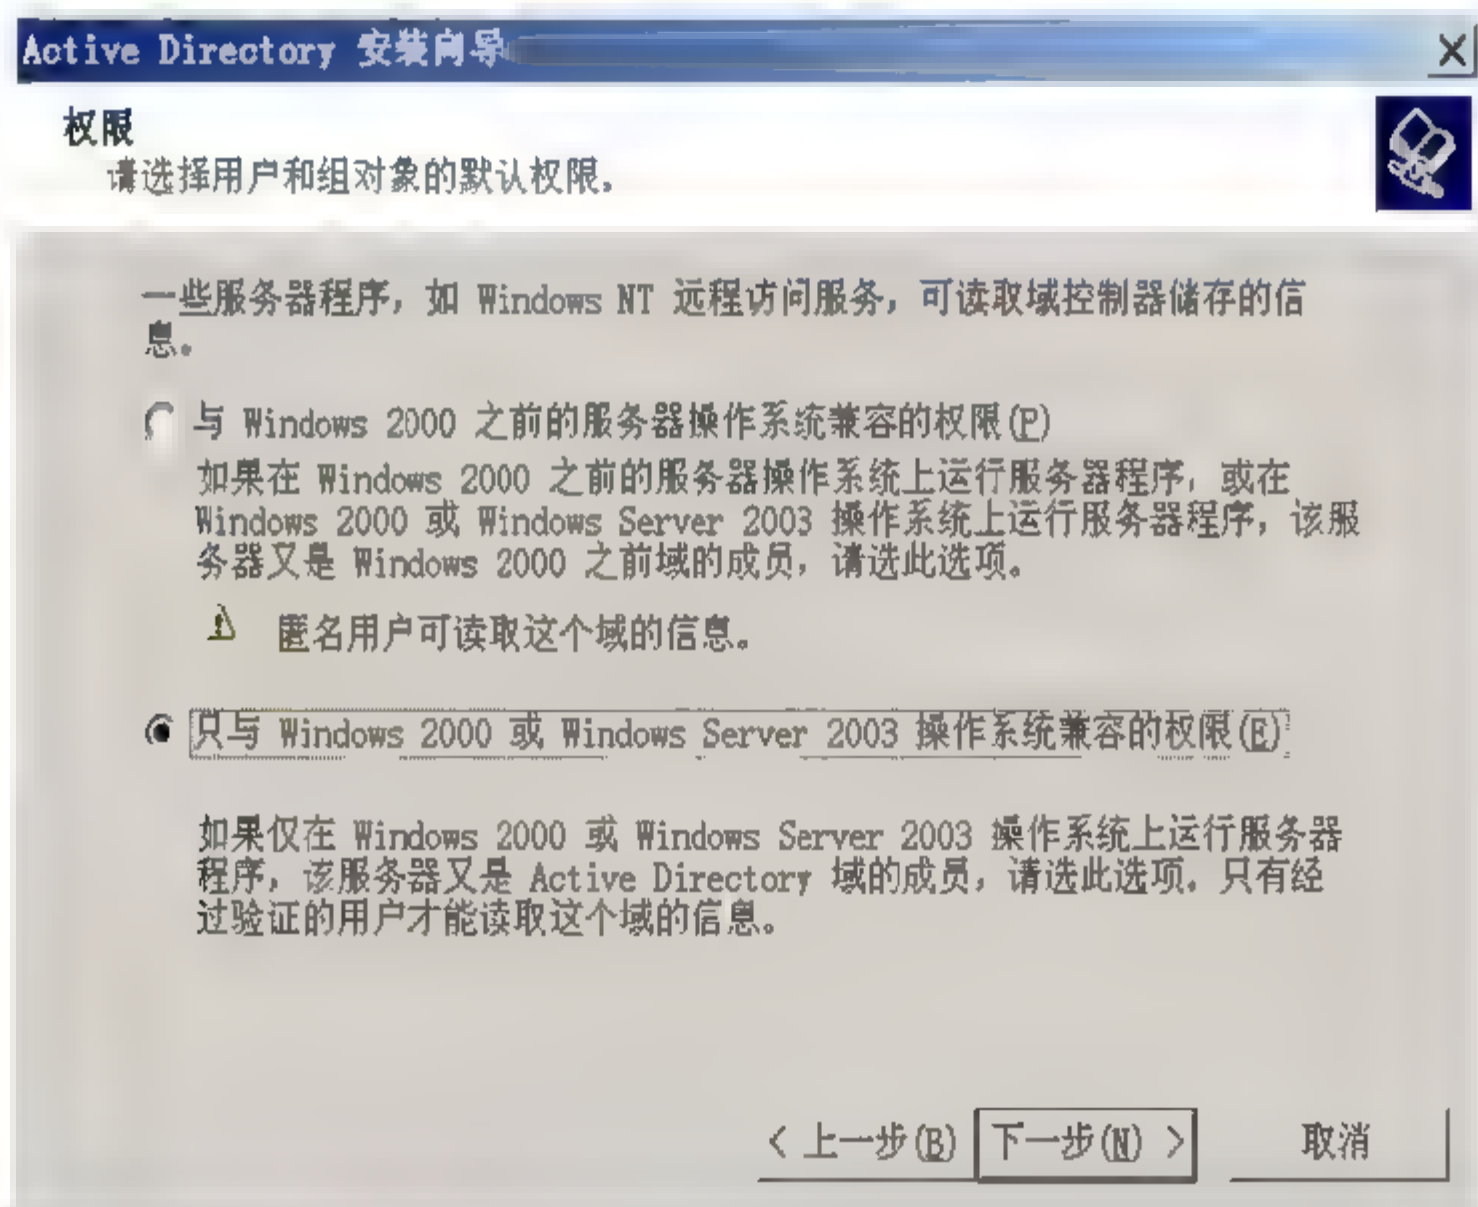 Active Directory 安装向导
权限
请选择用户和组对象的默认权限。
一些服务器程序，如 Windows NT 远程访问服务，可读取域控制器储存的信
息。
与 Windows 2000 之前的服务器操作系统兼容的权限(P)
如果在 Windows 2000 之前的服务器操作系统上运行服务器程序，或在
Windows 2000 或 Windows Server 2003 操作系统上运行服务器程序，该服
务器又是 Windows 2000 之前域的成员，请选此选项。
匿名用户可读取这个域的信息。
只与 Windows 2000 或 Windows Server 2003 操作系统兼容的权限(E)
如果仅在 Windows 2000 或 Windows Server 2003 操作系统上运行服务器
程序，该服务器又是 Active Directory 域的成员，请选此选项。只有经
过验证的用户才能读取这个域的信息。
< 上一步(B) 下一步(N) > 取消